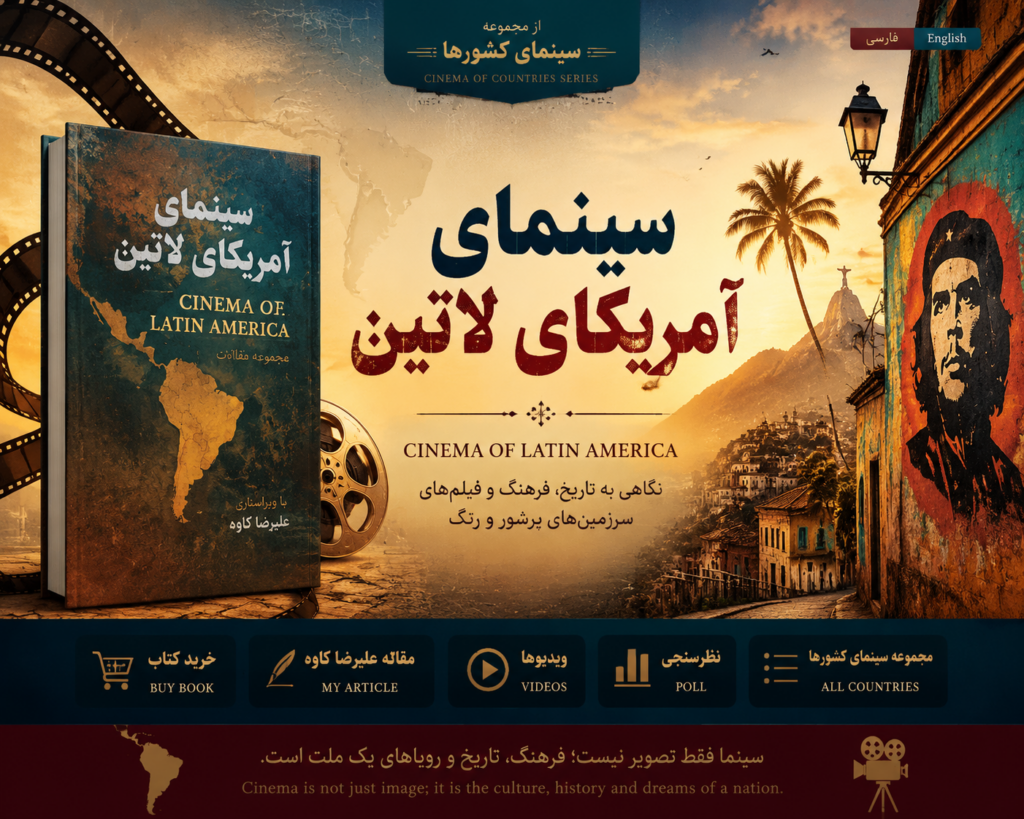 از مجموعه
سینمای کشورها
CINEMA OF COUNTRIES SERIES
فارسی
English
سینمای
آمریکای لاتین
CINEMA OF
LATIN AMERICA
مجموعه مقالات
با ویراستاری
علیرضا کاوه
سینمای
آمریکای لاتین
CINEMA OF LATIN AMERICA
نگاهی به تاریخ، فرهنگ و فیلم‌های
سرزمین‌های پرشور و رنگ
مجموعه سینمای کشورها
ALL COUNTRIES
نظرسنجی
POLL
ویدیوها
VIDEOS
مقاله علیرضا کاوه
MY ARTICLE
خرید کتاب
BUY BOOK
سینما فقط تصویر نیست؛ فرهنگ، تاریخ و رویاهای یک ملت است.
Cinema is not just image; it is the culture, history and dreams of a nation.